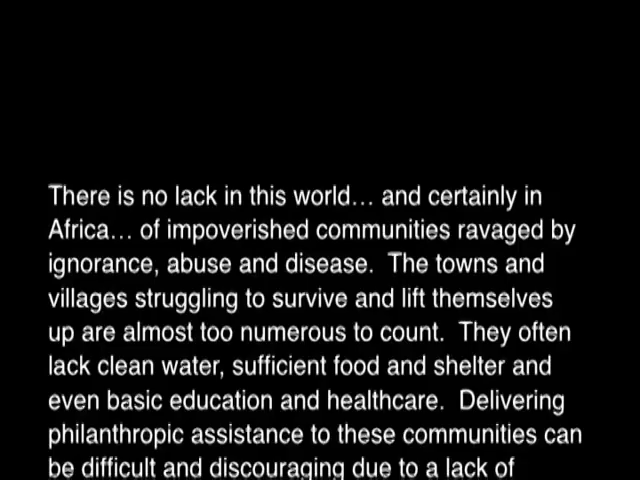 There is no lack in this world… and certainly in
Africa… of impoverished communities ravaged by
ignorance, abuse and disease.  The towns and
villages struggling to survive and lift themselves
up are almost too numerous to count.  They often
lack clean water, sufficient food and shelter and
even basic education and healthcare.  Delivering
philanthropic assistance to these communities can
be difficult and discouraging due to a lack of